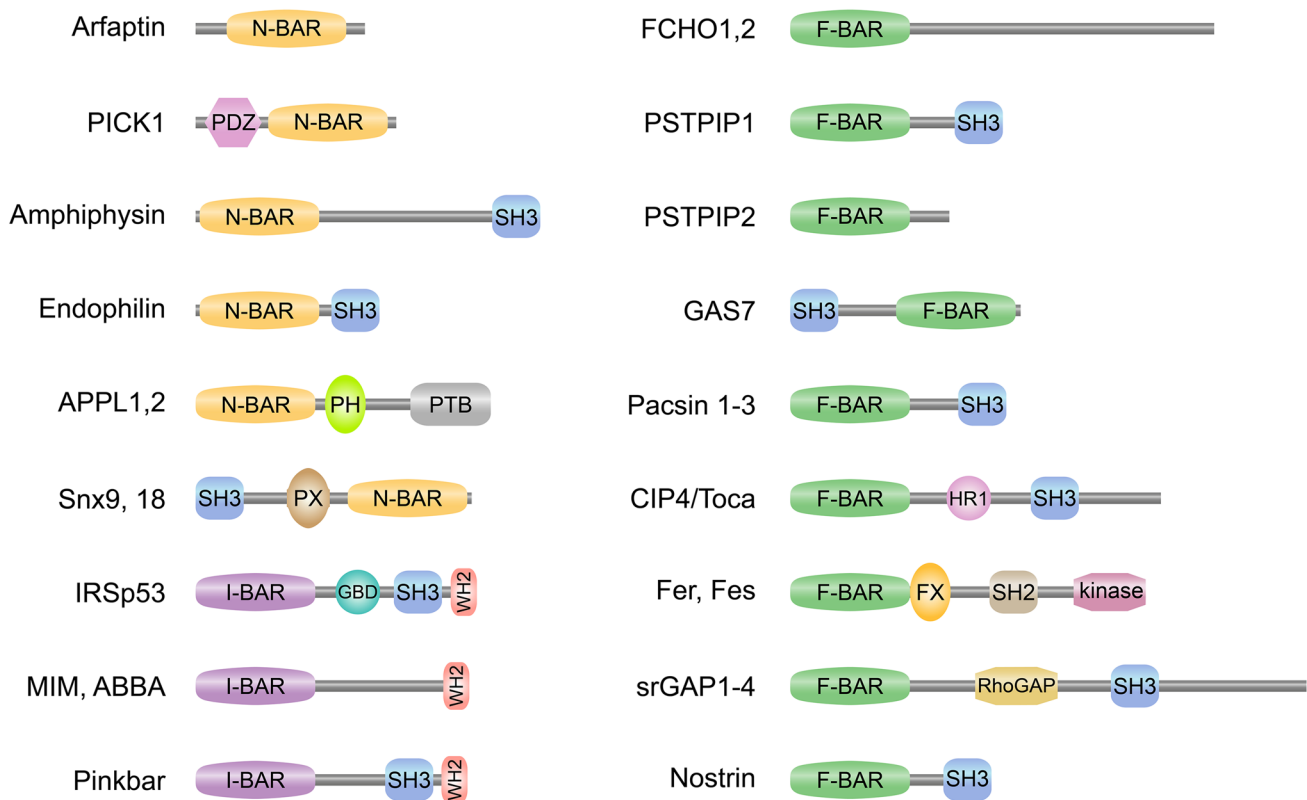 Arfaptin N-BAR
PICK1 PDZ N-BAR
Amphiphysin N-BAR SH3
Endophilin N-BAR SH3
APPL1,2 N-BAR PH PTB
Snx9, 18 SH3 PX N-BAR
IRSp53 I-BAR GBD SH3 WH2
MIM, ABBA I-BAR WH2
Pinkbar I-BAR SH3 WH2
FCHO1,2 F-BAR
PSTPIP1 F-BAR SH3
PSTPIP2 F-BAR
GAS7 SH3 F-BAR
Pacsin 1-3 F-BAR SH3
CIP4/Toca F-BAR HR1 SH3
Fer, Fes F-BAR FX SH2 kinase
srGAP1-4 F-BAR RhoGAP SH3
Nostrin F-BAR SH3